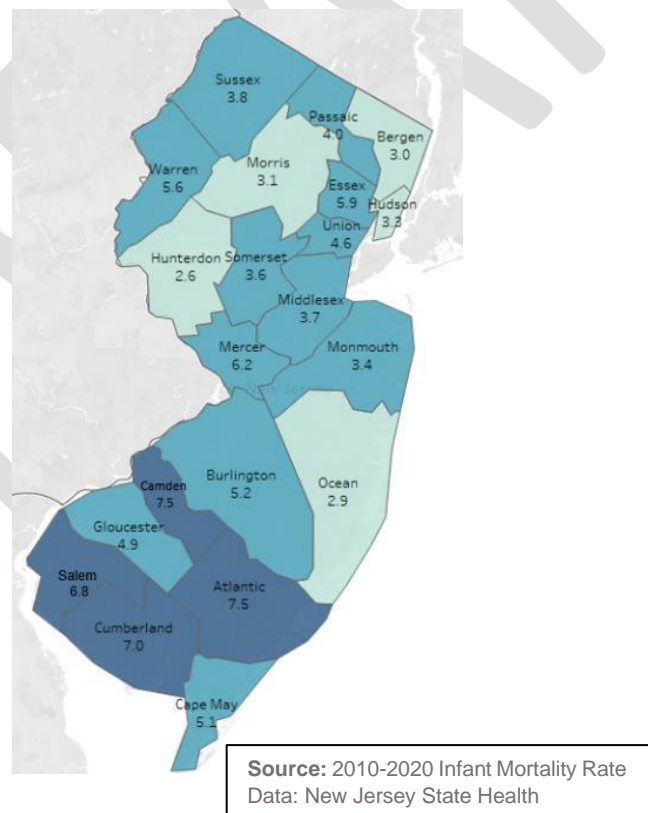 Sussex
3.8
Passaic
4.0
Bergen
3.0
Morris
3.1
Warren
5.6
Essex
5.9
Hudson
3.3
Union
4.6
Hunterdon
2.6
Somerset
3.6
Middlesex
3.7
Mercer
6.2
Monmouth
3.4
New Jersey
Burlington
5.2
Ocean
2.9
Camden
7.5
Gloucester
4.9
Salem
6.8
Atlantic
7.5
Cumberland
7.0
Cape May
5.1
Source: 2010-2020 Infant Mortality Rate
Data: New Jersey State Health